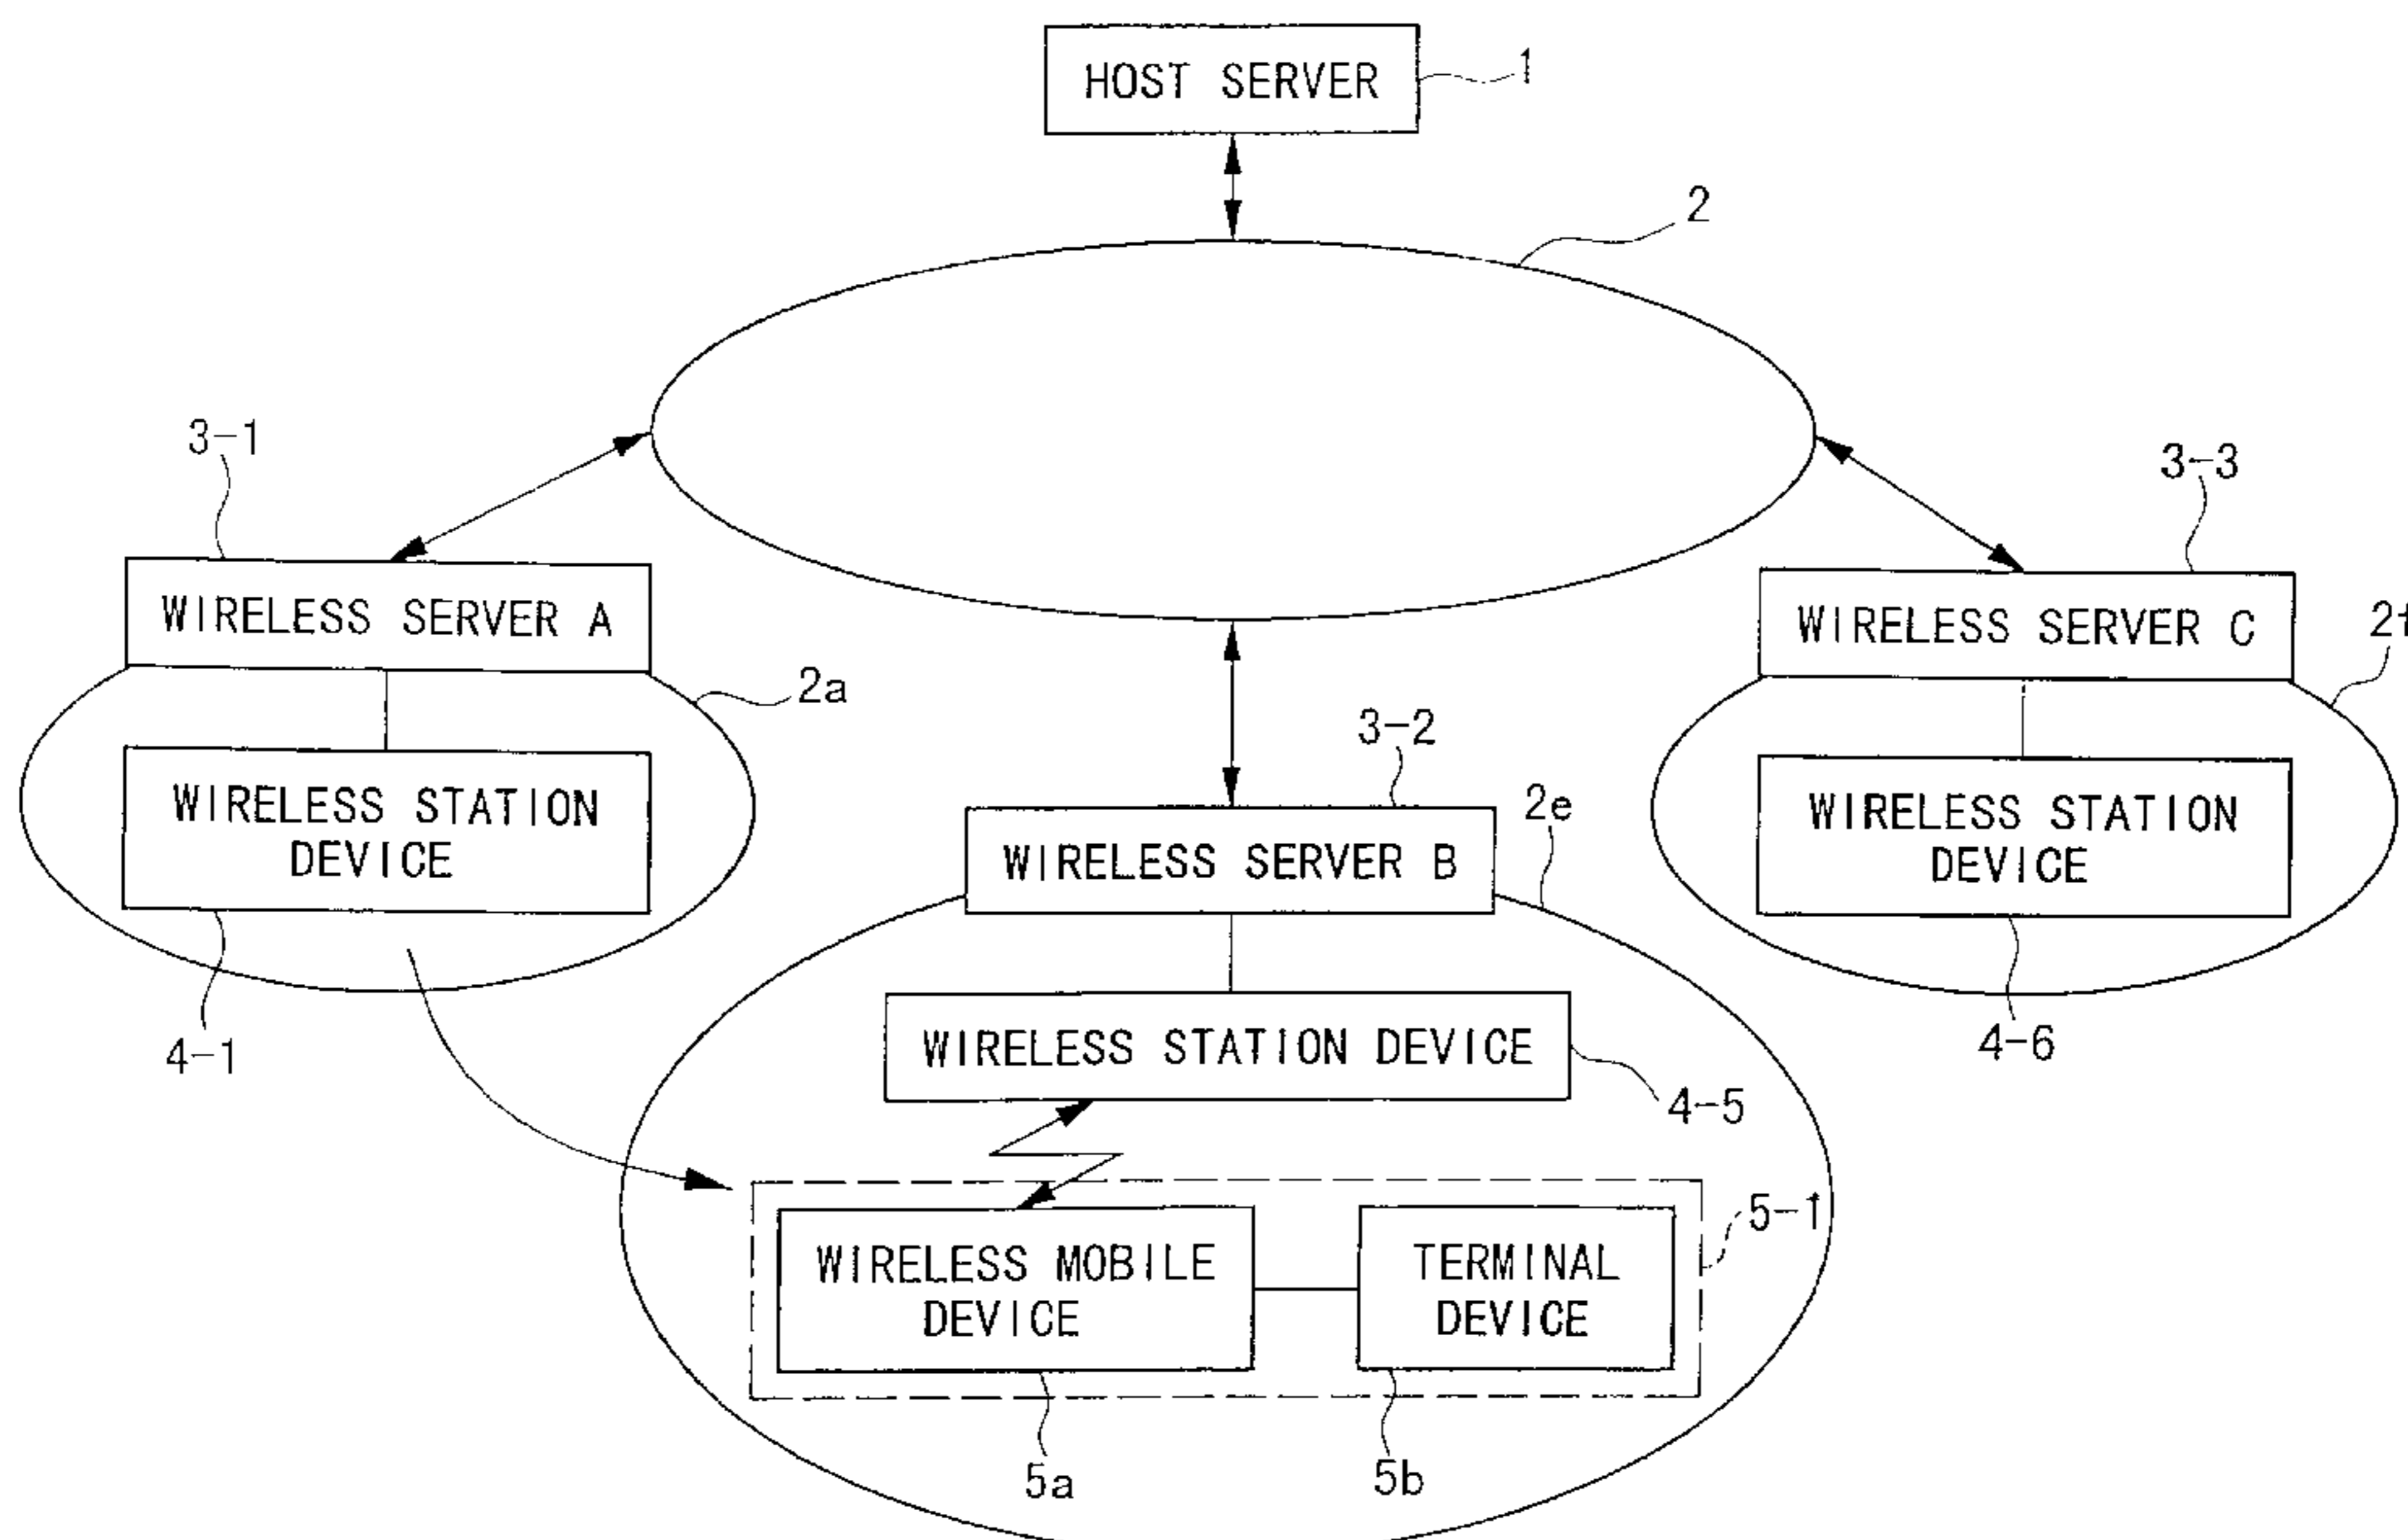 HOST SERVER
1
2
3-1
3-3
WIRELESS SERVER A
WIRELESS SERVER C
2f
2a
3-2
WIRELESS STATION
DEVICE
2e
WIRELESS STATION
DEVICE
WIRELESS SERVER B
4-1
4-6
WIRELESS STATION DEVICE
4-5
5-1
WIRELESS MOBILE
DEVICE
TERMINAL
DEVICE
5a
5b